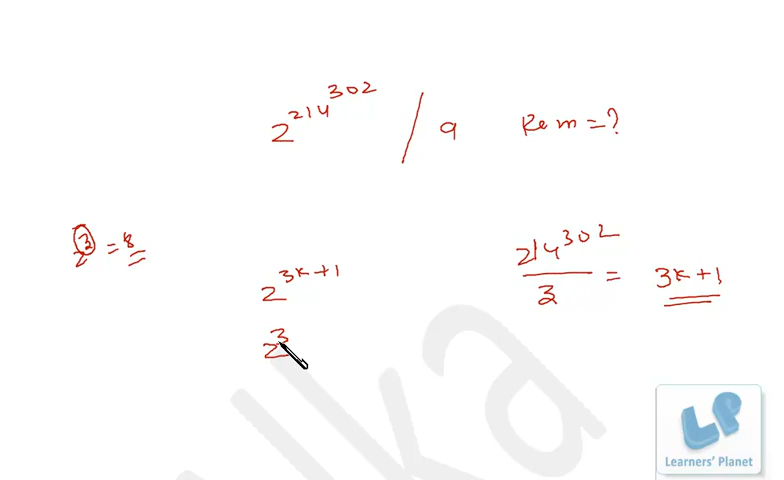 2^214^302 / 9 Rem = ?
2^3 = 8
214^302 / 3 = 3K+1
2^3K+1
2^3
LP
Learners' Planet